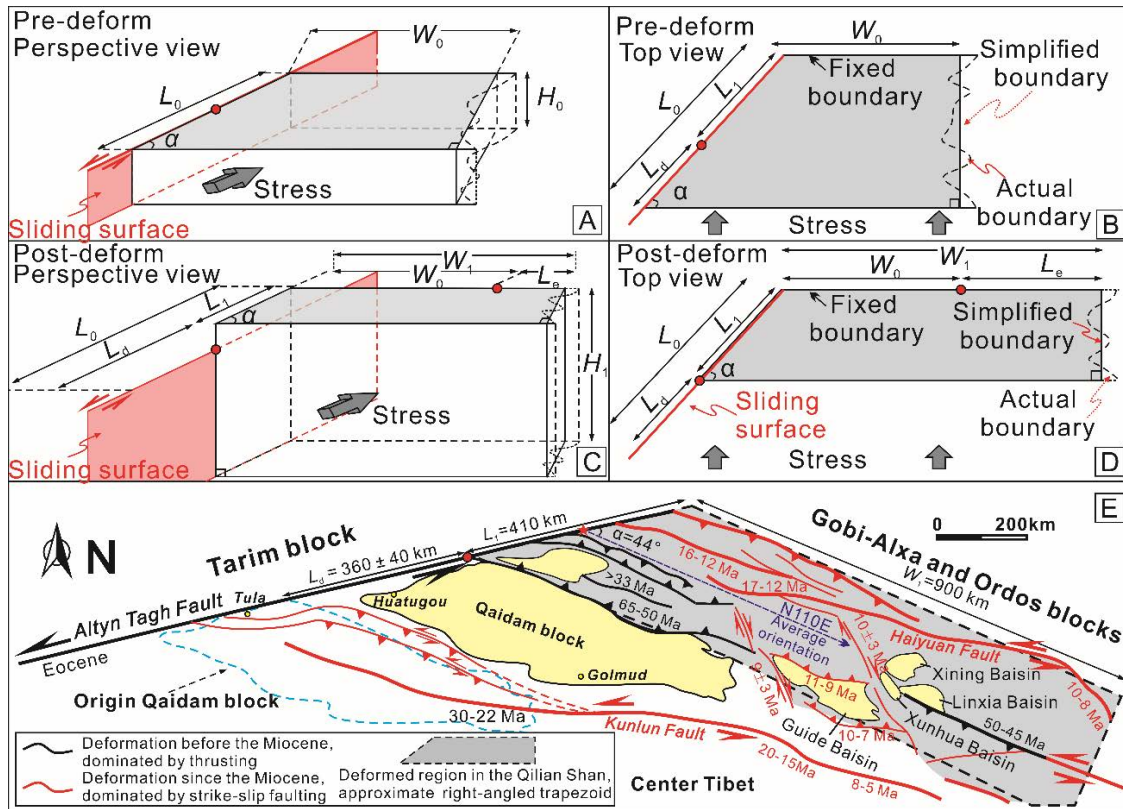 Pre-deform
Perspective view
W₀
L₀
H₀
α
Stress
Sliding surface
A
Pre-deform
Top view
W₀
Simplified
boundary
Fixed
boundary
L₀
L₁
L_d
α
Actual
boundary
Stress
B
Post-deform
Perspective view
W₁
W₀
L_e
L₁
L₀
L_d
α
H₁
Stress
Sliding surface
C
Post-deform
Top view
W₁
W₀
L_e
Fixed
boundary
Simplified
boundary
L₀
L₁
L_d
α
Sliding
surface
Actual
boundary
Stress
D
E
N
Tarim block
L_d = 360 ± 40 km
L₁=410 km
α=44°
Gobi-Alxa and Ordos blocks
W₁=900 km
0 200km
Altyn Tagh Fault
Tula
Eocene
Huatugou
>33 Ma
16-12 Ma
17-12 Ma
65-50 Ma
Qaidam block
N110E
Average
orientation
10±3 Ma
Haiyuan Fault
Origin Qaidam block
Golmud
9±3 Ma
11-9 Ma
Xining Baisin
Linxia Baisin
10-8 Ma
50-45 Ma
Xunhua Baisin
30-22 Ma
Kunlun Fault
Guide Baisin
10-7 Ma
20-15Ma
8-5 Ma
Center Tibet
Deformation before the Miocene,
dominated by thrusting
Deformation since the Miocene,
dominated by strike-slip faulting
Deformed region in the Qilian Shan,
approximate right-angled trapezoid